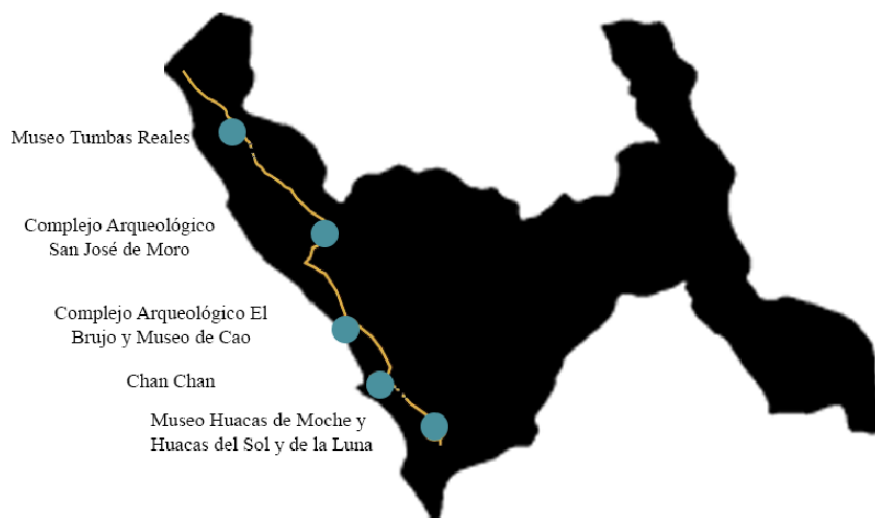 Museo Tumbas Reales
Complejo Arqueológico
San José de Moro
Complejo Arqueológico El
Brujo y Museo de Cao
Chan Chan
Museo Huacas de Moche y
Huacas del Sol y de la Luna